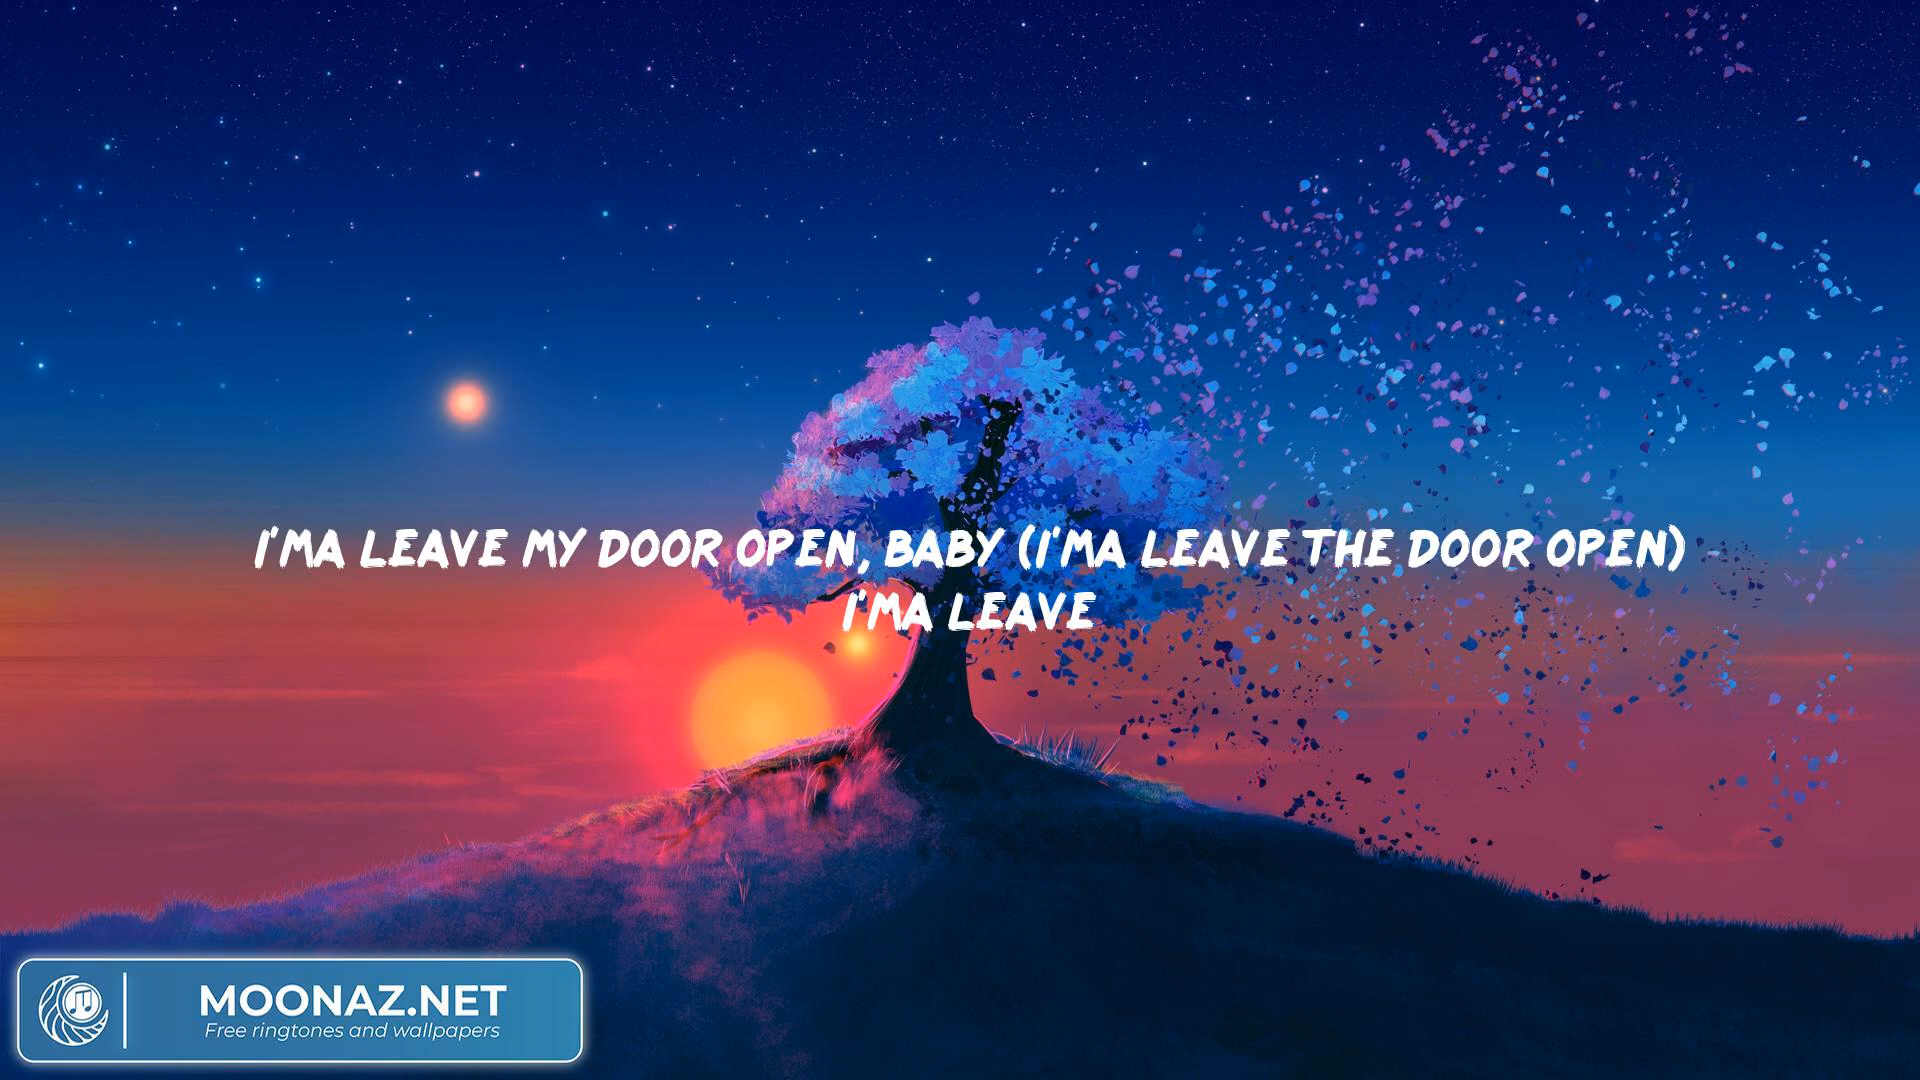 I'MA LEAVE MY DOOR OPEN, BABY (I'MA LEAVE THE DOOR OPEN)
I'MA LEAVE
MOONAZ.NET
Free ringtones and wallpapers